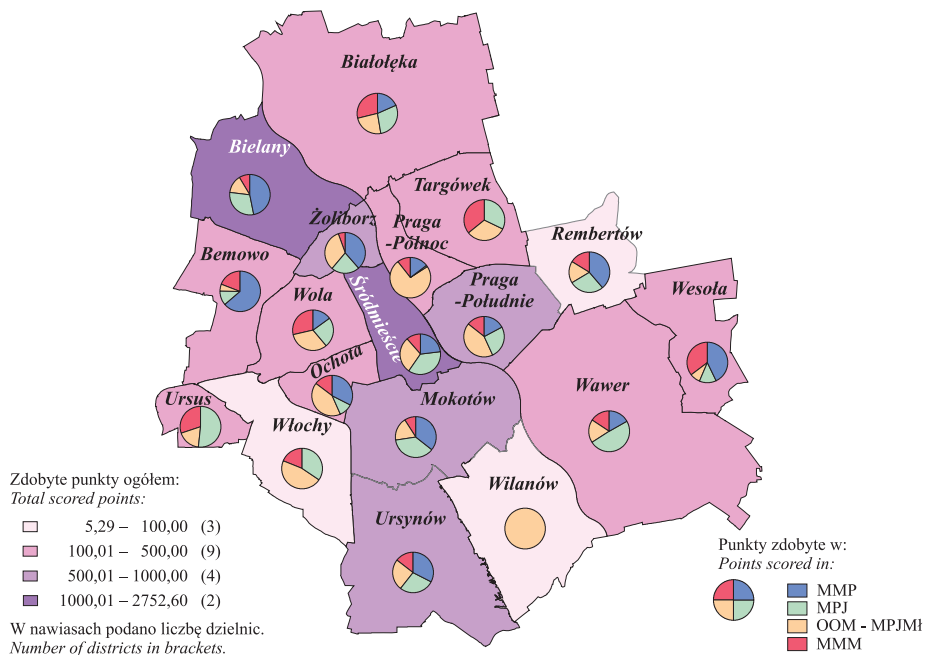 Białołęka
Bielany
Targówek
Żoliborz
Praga
-Północ
Rembertów
Bemowo
Wola
Śródmieście
Praga
-Południe
Wesoła
Ochota
Ursus
Włochy
Mokotów
Wawer
Wilanów
Ursynów
Zdobyte punkty ogółem:
Total scored points:
5,29 – 100,00 (3)
100,01 – 500,00 (9)
500,01 – 1000,00 (4)
1000,01 – 2752,60 (2)
W nawiasach podano liczbę dzielnic.
Number of districts in brackets.
Punkty zdobyte w:
Points scored in:
MMP
MPJ
OOM - MPJMł
MMM